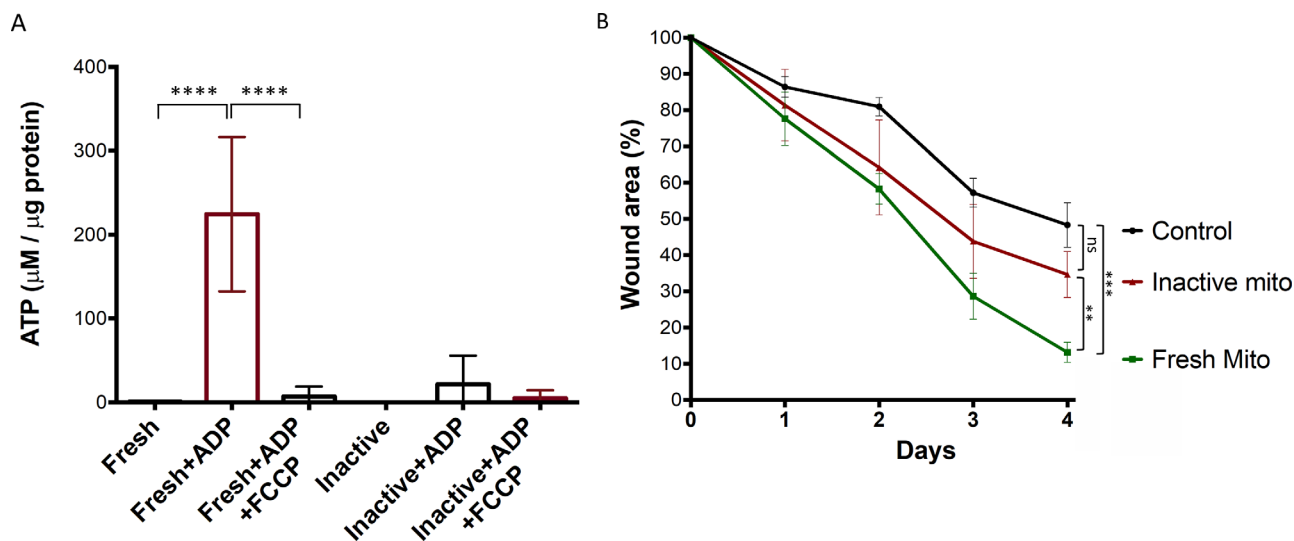 A
ATP (μM / μg protein)
400
300
200
100
0
****
****
Fresh
Fresh+ADP
Fresh+ADP
+FCCP
Inactive
Inactive+ADP
Inactive+ADP
+FCCP
B
Wound area (%)
100
90
80
70
60
50
40
30
20
10
0
0 1 2 3 4
Days
ns
***
**
Control
Inactive mito
Fresh Mito